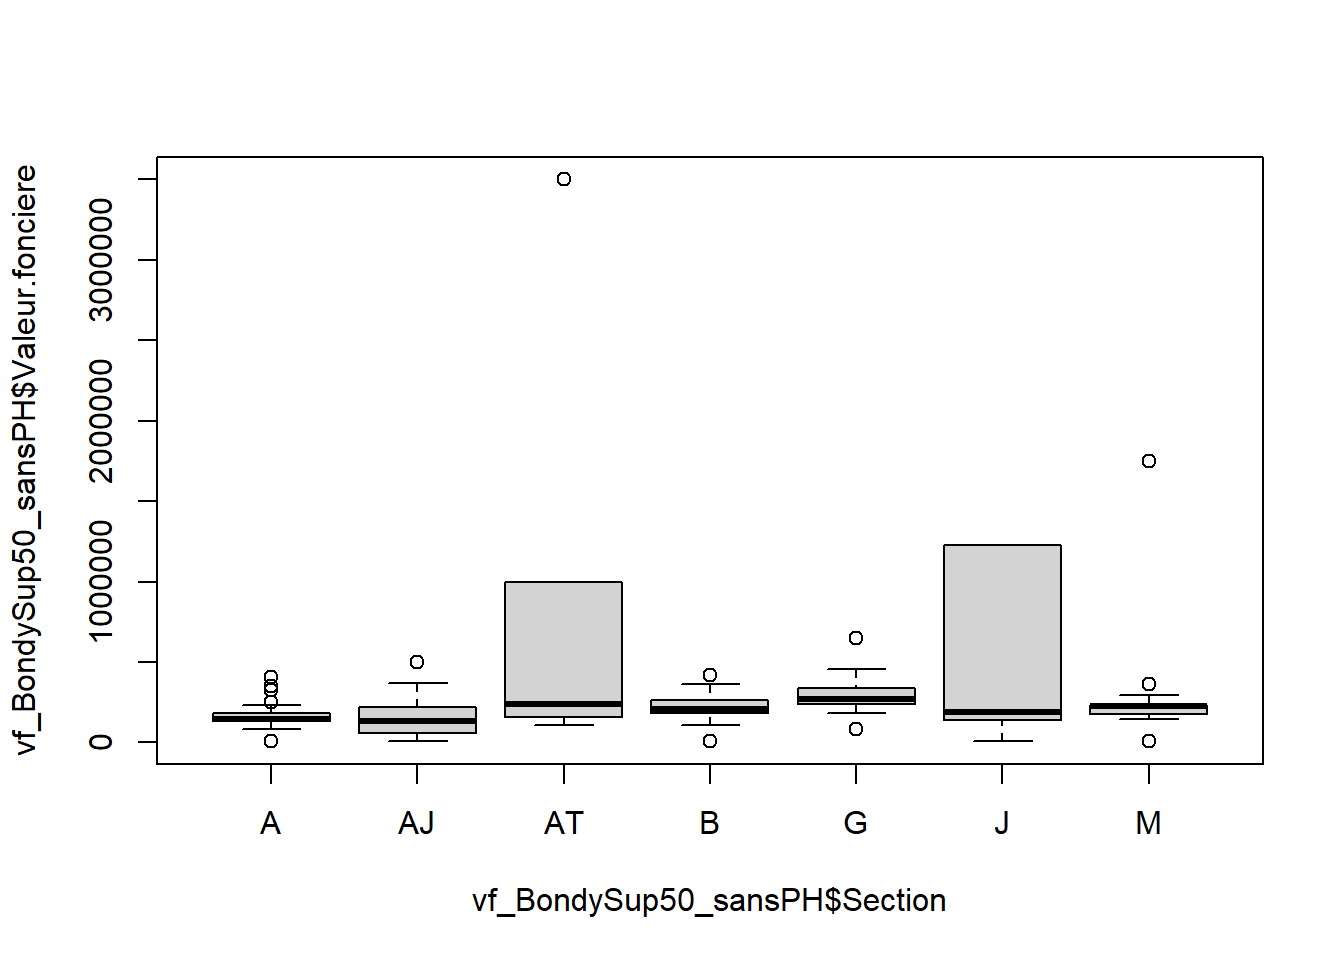 vf_BondySup50_sansPH$Valeur.fonciere
3000000
2000000
1000000
0
A AJ AT B G J M
vf_BondySup50_sansPH$Section